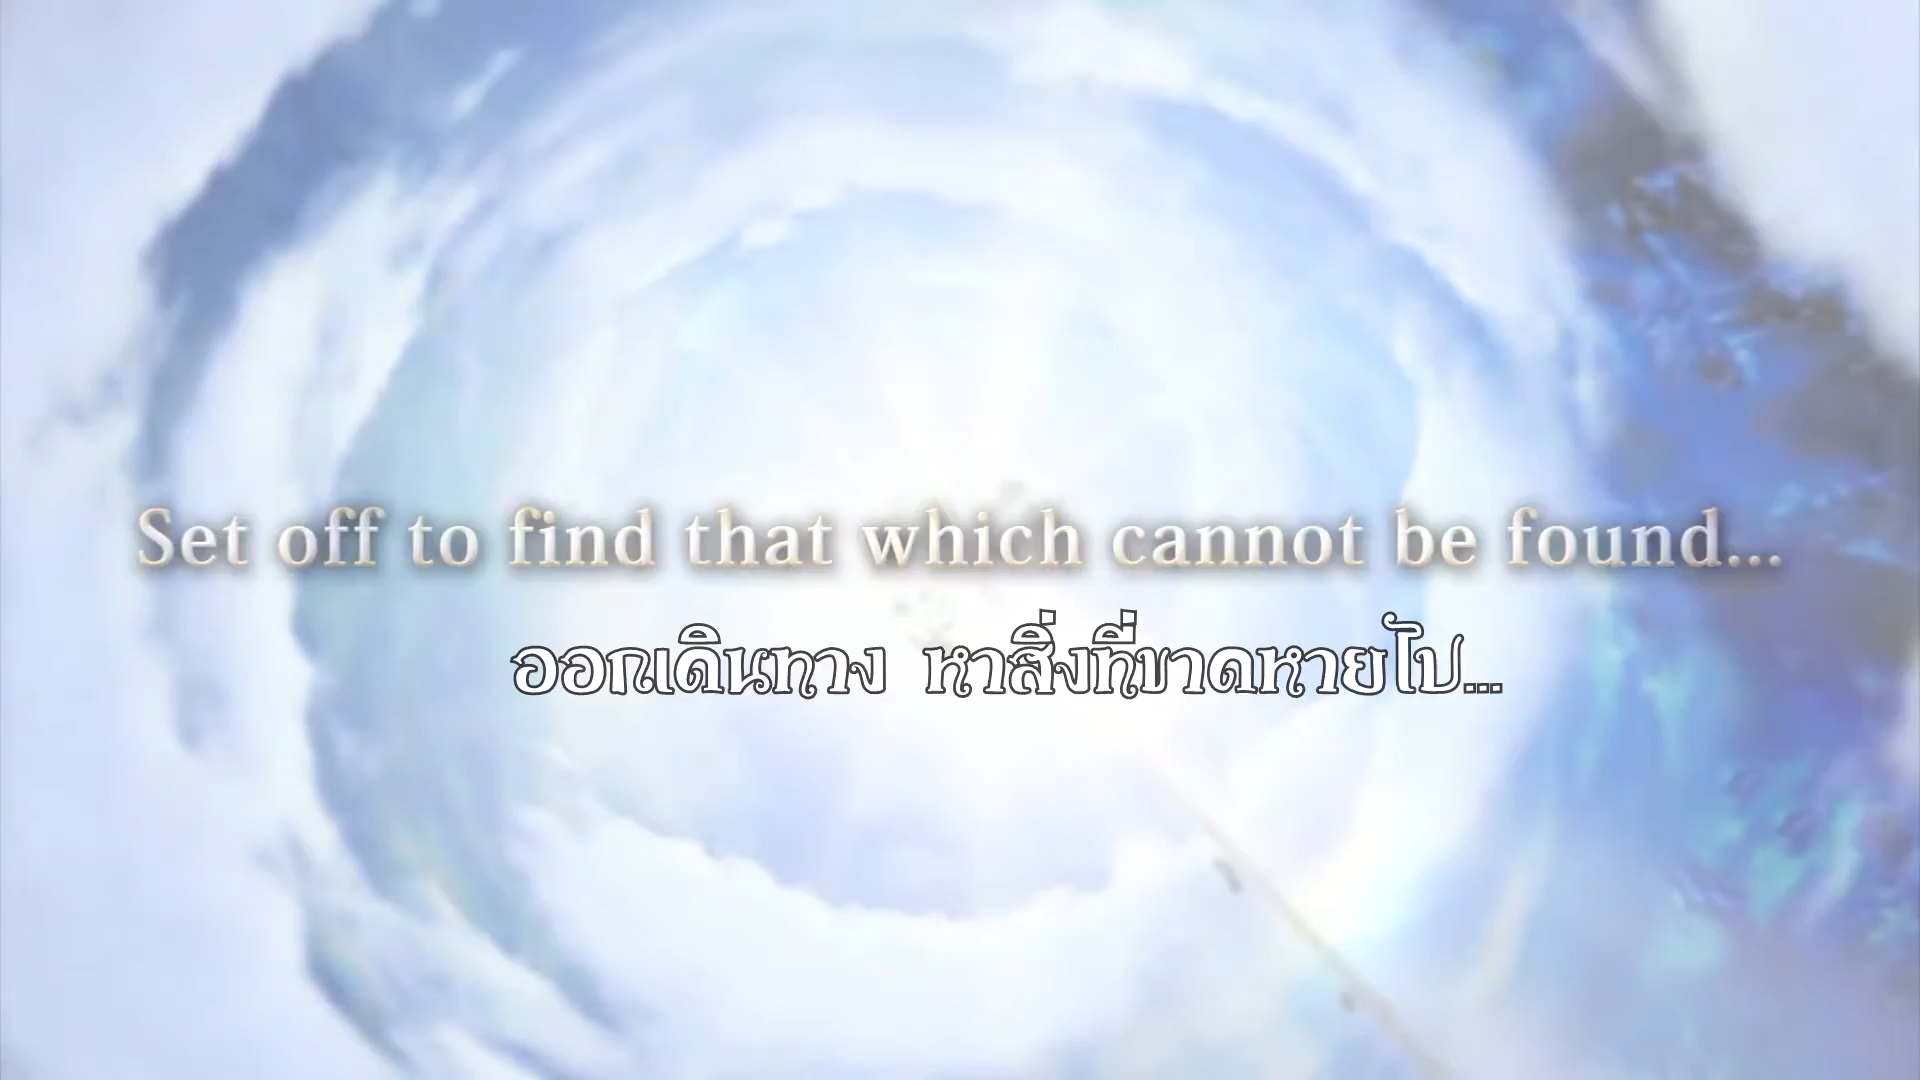 Set off to find that which cannot be found...
ออกเดินทาง หาสิ่งที่ขาดหายไป...